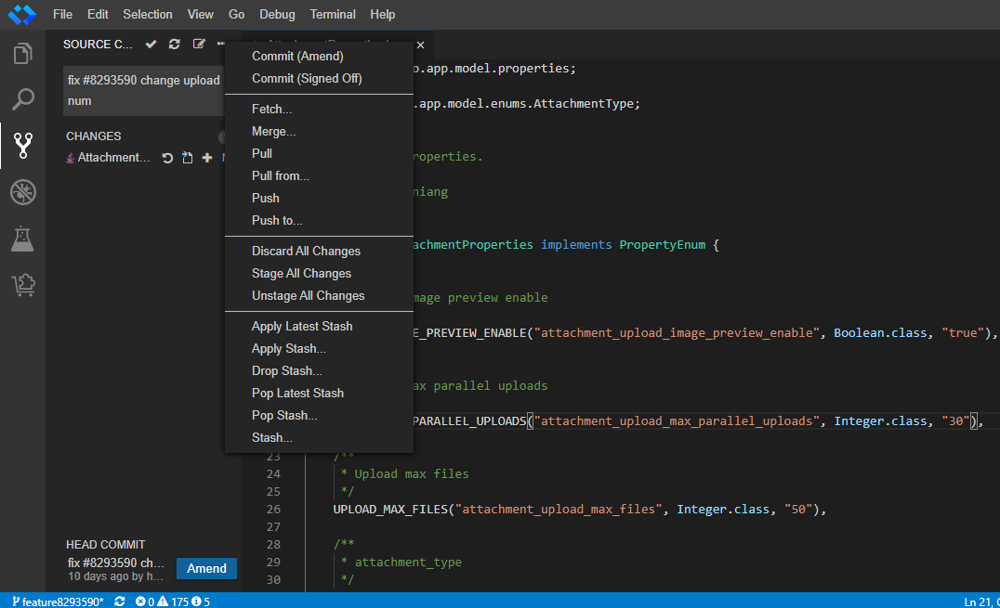 File Edit Selection View Go Debug Terminal Help
SOURCE C...
fix #8293590 change upload
num
CHANGES
Attachment...
Commit (Amend)
Commit (Signed Off)
Fetch...
Merge...
Pull
Pull from...
Push
Push to...
Discard All Changes
Stage All Changes
Unstage All Changes
Apply Latest Stash
Apply Stash...
Drop Stash...
Pop Latest Stash
Pop Stash...
Stash...
o.app.model.properties;
.app.model.enums.AttachmentType;
roperties.
niang
achmentProperties implements PropertyEnum {
mage preview enable
E_PREVIEW_ENABLE("attachment_upload_image_preview_enable", Boolean.class, "true"),
ax parallel uploads
PARALLEL_UPLOADS("attachment_upload_max_parallel_uploads", Integer.class, "30"),
23 /**
24 * Upload max files
25 */
26 UPLOAD_MAX_FILES("attachment_upload_max_files", Integer.class, "50"),
27
28 /**
29 * attachment_type
30 */
HEAD COMMIT
fix #8293590 ch...
10 days ago by h...
Amend
feature8293590* 0 175 5
Ln 21, C